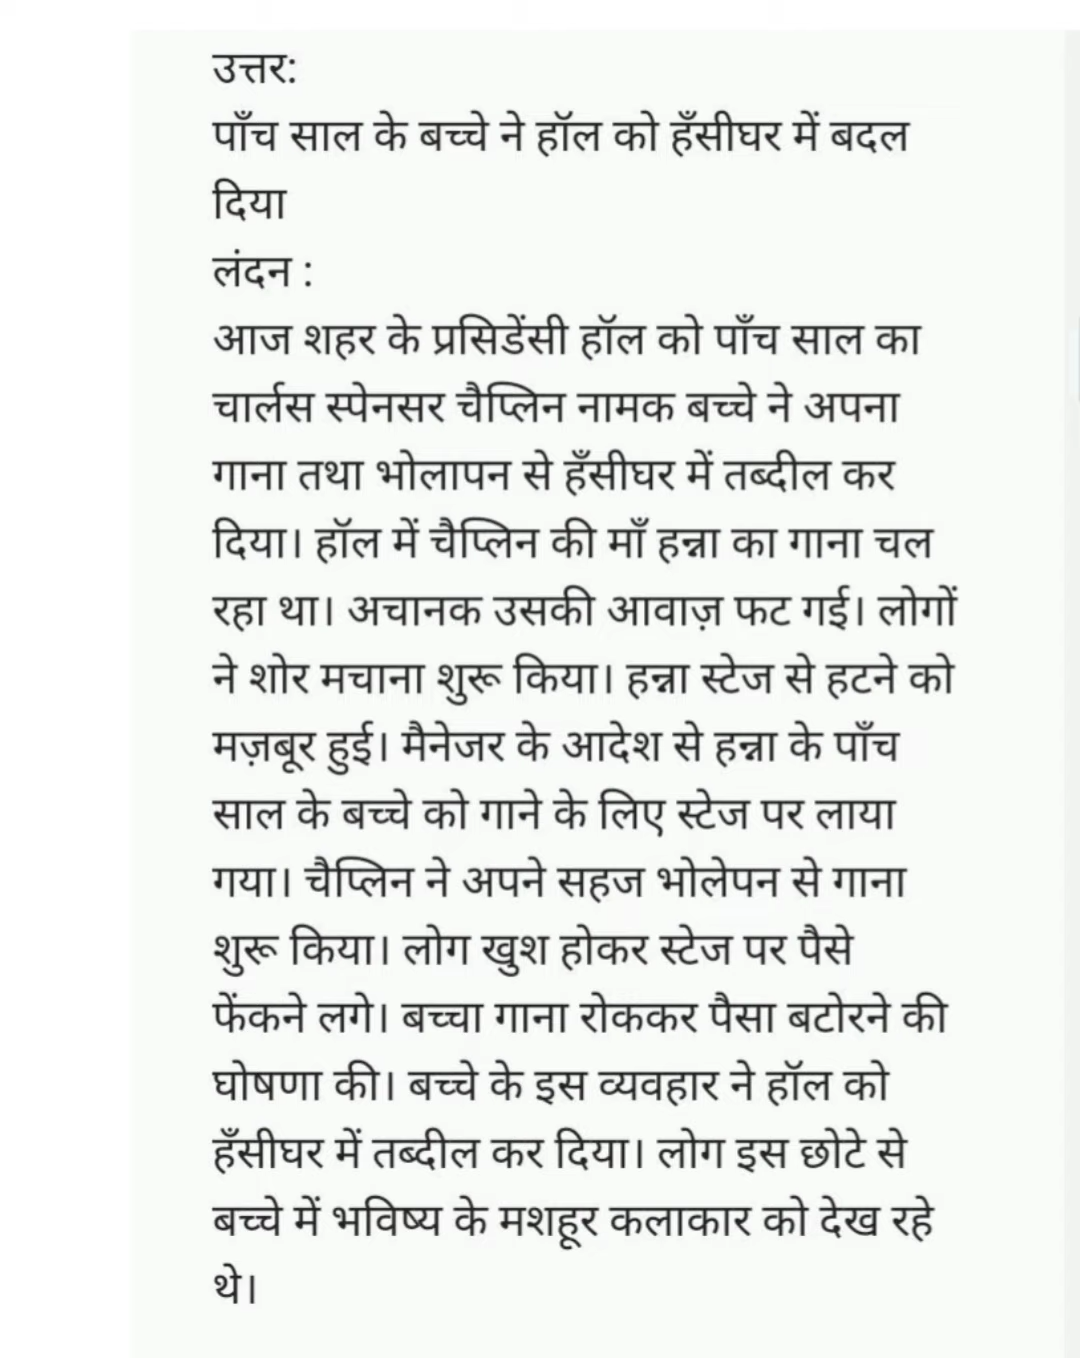 उत्तर:
पाँच साल के बच्चे ने हॉल को हँसीघर में बदल
दिया
लंदन :
आज शहर के प्रसिडेंसी हॉल को पाँच साल का
चार्लस स्पेनसर चैप्लिन नामक बच्चे ने अपना
गाना तथा भोलापन से हँसीघर में तब्दील कर
दिया। हॉल में चैप्लिन की माँ हन्ना का गाना चल
रहा था। अचानक उसकी आवाज़ फट गई। लोगों
ने शोर मचाना शुरू किया। हन्ना स्टेज से हटने को
मज़बूर हुई। मैनेजर के आदेश से हन्ना के पाँच
साल के बच्चे को गाने के लिए स्टेज पर लाया
गया। चैप्लिन ने अपने सहज भोलेपन से गाना
शुरू किया। लोग खुश होकर स्टेज पर पैसे
फेंकने लगे। बच्चा गाना रोककर पैसा बटोरने की
घोषणा की। बच्चे के इस व्यवहार ने हॉल को
हँसीघर में तब्दील कर दिया। लोग इस छोटे से
बच्चे में भविष्य के मशहूर कलाकार को देख रहे
थे।